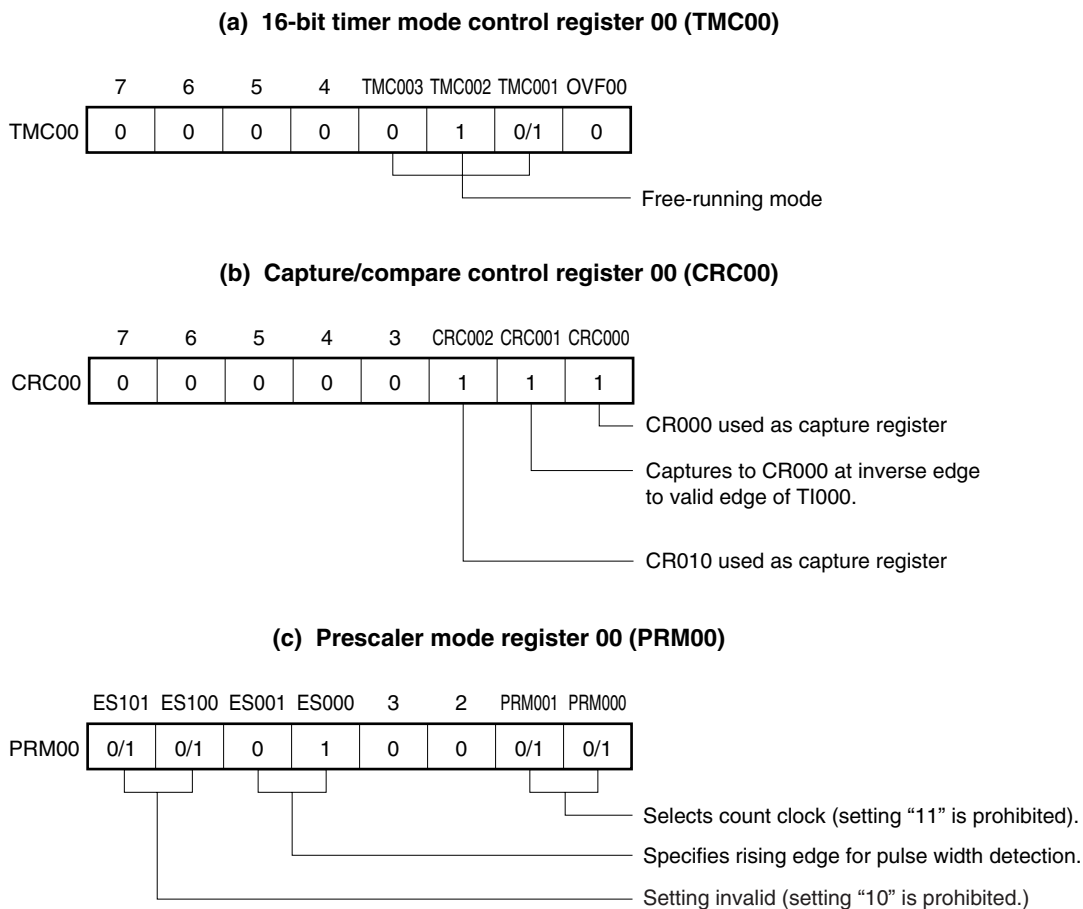 (a) 16-bit timer mode control register 00 (TMC00)
7 6 5 4 TMC003 TMC002 TMC001 OVF00
TMC00 0 0 0 0 0 1 0/1 0
Free-running mode
(b) Capture/compare control register 00 (CRC00)
7 6 5 4 3 CRC002 CRC001 CRC000
CRC00 0 0 0 0 0 1 1 1
CR000 used as capture register
Captures to CR000 at inverse edge
to valid edge of TI000.
CR010 used as capture register
(c) Prescaler mode register 00 (PRM00)
ES101 ES100 ES001 ES000 3 2 PRM001 PRM000
PRM00 0/1 0/1 0 1 0 0 0/1 0/1
Selects count clock (setting “11” is prohibited).
Specifies rising edge for pulse width detection.
Setting invalid (setting “10” is prohibited.)